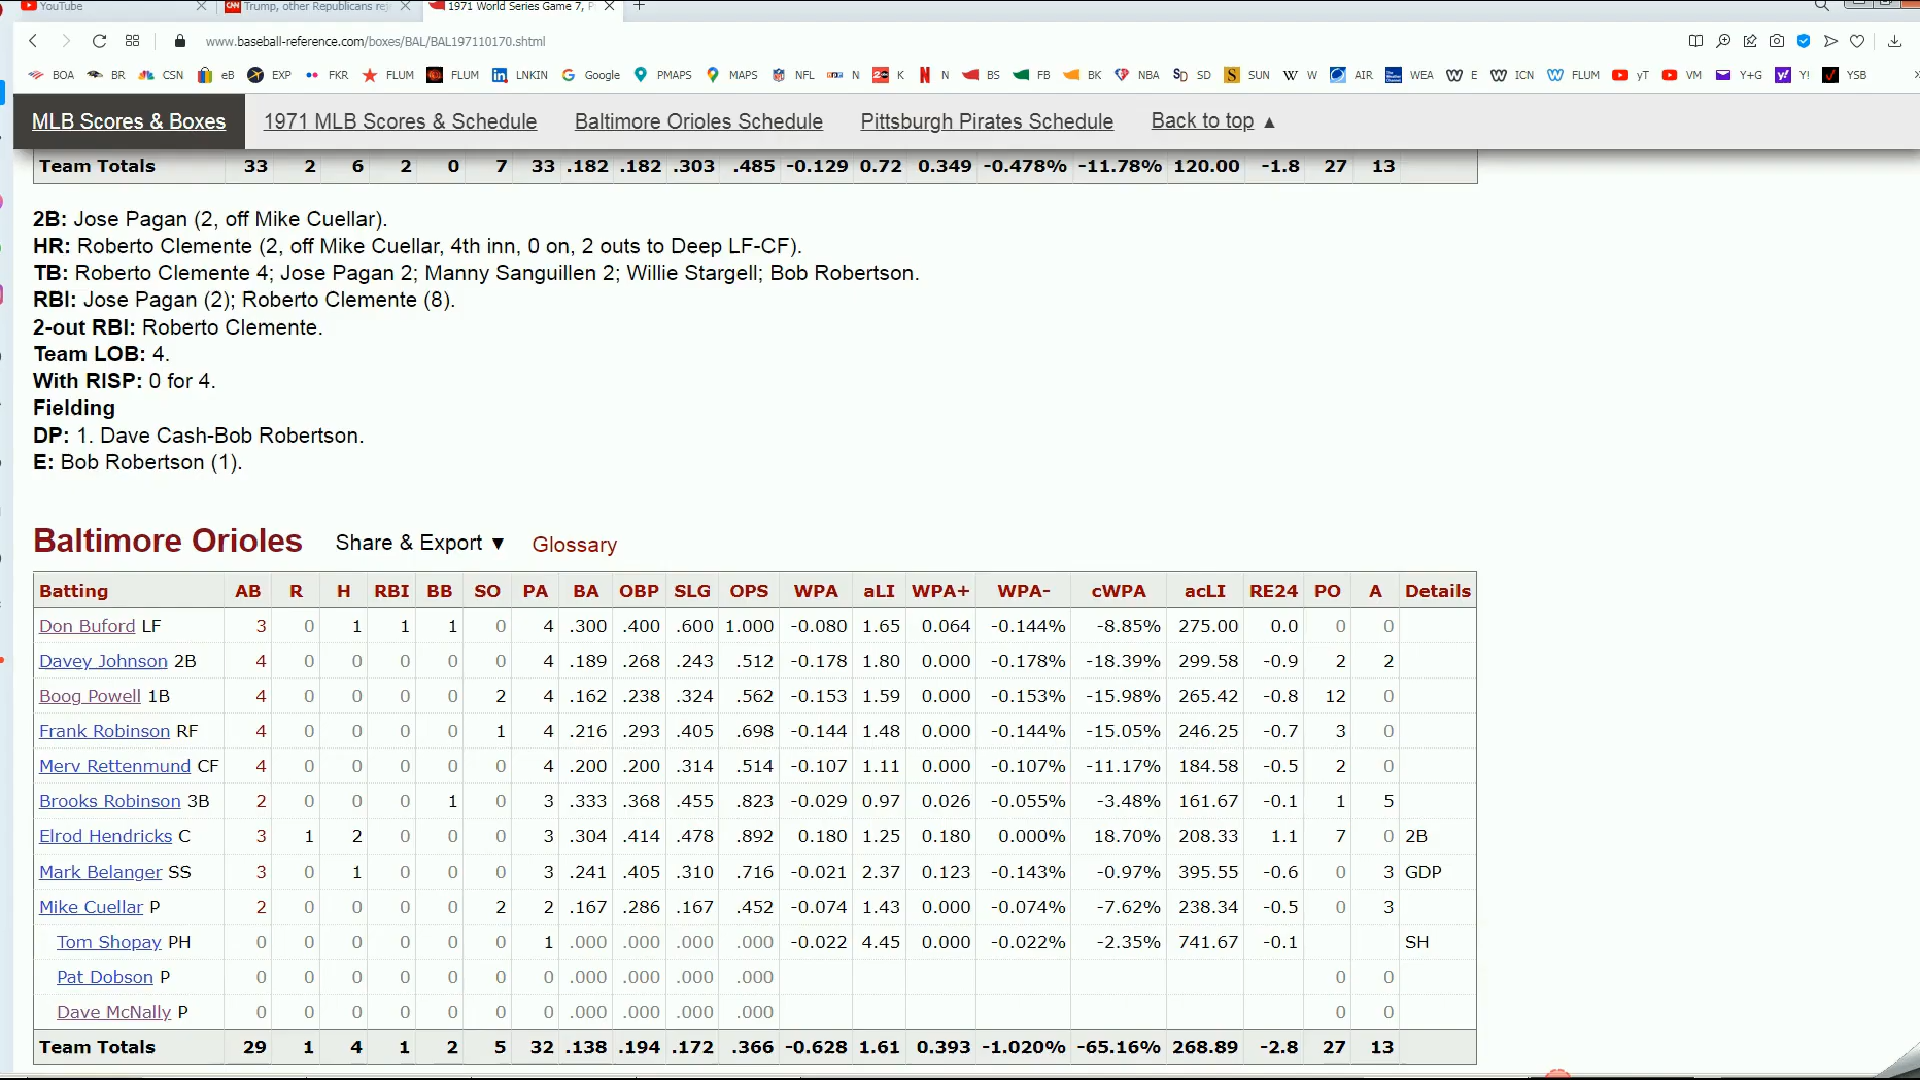 YouTube
CNN Trump, other Republicans rej
1971 World Series Game 7, P
www.baseball-reference.com/boxes/BAL/BAL197110170.shtml
BOA BR CSN eB EXP FKR FLUM FLUM LNKIN Google PMAPS MAPS NFL N K N IN BS FB BK NBA SD SD S SUN W W AIR WEA E ICN FLUM yT VM Y+G y! Y! YSB
MLB Scores & Boxes 1971 MLB Scores & Schedule Baltimore Orioles Schedule Pittsburgh Pirates Schedule Back to top ▲
Team Totals 33 2 6 2 0 7 33 .182 .182 .303 .485 -0.129 0.72 0.349 -0.478% -11.78% 120.00 -1.8 27 13
2B: Jose Pagan (2, off Mike Cuellar).
HR: Roberto Clemente (2, off Mike Cuellar, 4th inn, 0 on, 2 outs to Deep LF-CF).
TB: Roberto Clemente 4; Jose Pagan 2; Manny Sanguillen 2; Willie Stargell; Bob Robertson.
RBI: Jose Pagan (2); Roberto Clemente (8).
2-out RBI: Roberto Clemente.
Team LOB: 4.
With RISP: 0 for 4.
Fielding
DP: 1. Dave Cash-Bob Robertson.
E: Bob Robertson (1).
Baltimore Orioles Share & Export ▼ Glossary
Batting AB R H RBI BB SO PA BA OBP SLG OPS WPA aLI WPA+ WPA- cWPA acLI RE24 PO A Details
Don Buford LF 3 0 1 1 1 0 4 .300 .400 .600 1.000 -0.080 1.65 0.064 -0.144% -8.85% 275.00 0.0 0 0
Davey Johnson 2B 4 0 0 0 0 0 4 .189 .268 .243 .512 -0.178 1.80 0.000 -0.178% -18.39% 299.58 -0.9 2 2
Boog Powell 1B 4 0 0 0 0 2 4 .162 .238 .324 .562 -0.153 1.59 0.000 -0.153% -15.98% 265.42 -0.8 12 0
Frank Robinson RF 4 0 0 0 0 1 4 .216 .293 .405 .698 -0.144 1.48 0.000 -0.144% -15.05% 246.25 -0.7 3 0
Merv Rettenmund CF 4 0 0 0 0 0 4 .200 .200 .314 .514 -0.107 1.11 0.000 -0.107% -11.17% 184.58 -0.5 2 0
Brooks Robinson 3B 2 0 0 0 1 0 3 .333 .368 .455 .823 -0.029 0.97 0.026 -0.055% -3.48% 161.67 -0.1 1 5
Elrod Hendricks C 3 1 2 0 0 0 3 .304 .414 .478 .892 0.180 1.25 0.180 0.000% 18.70% 208.33 1.1 7 0 2B
Mark Belanger SS 3 0 1 0 0 0 3 .241 .405 .310 .716 -0.021 2.37 0.123 -0.143% -0.97% 395.55 -0.6 0 3 GDP
Mike Cuellar P 2 0 0 0 0 2 2 .167 .286 .167 .452 -0.074 1.43 0.000 -0.074% -7.62% 238.34 -0.5 0 3
Tom Shopay PH 0 0 0 0 0 0 1 .000 .000 .000 .000 -0.022 4.45 0.000 -0.022% -2.35% 741.67 -0.1 SH
Pat Dobson P 0 0 0 0 0 0 0 .000 .000 .000 .000 0 0
Dave McNally P 0 0 0 0 0 0 0 .000 .000 .000 .000 0 0
Team Totals 29 1 4 1 2 5 32 .138 .194 .172 .366 -0.628 1.61 0.393 -1.020% -65.16% 268.89 -2.8 27 13